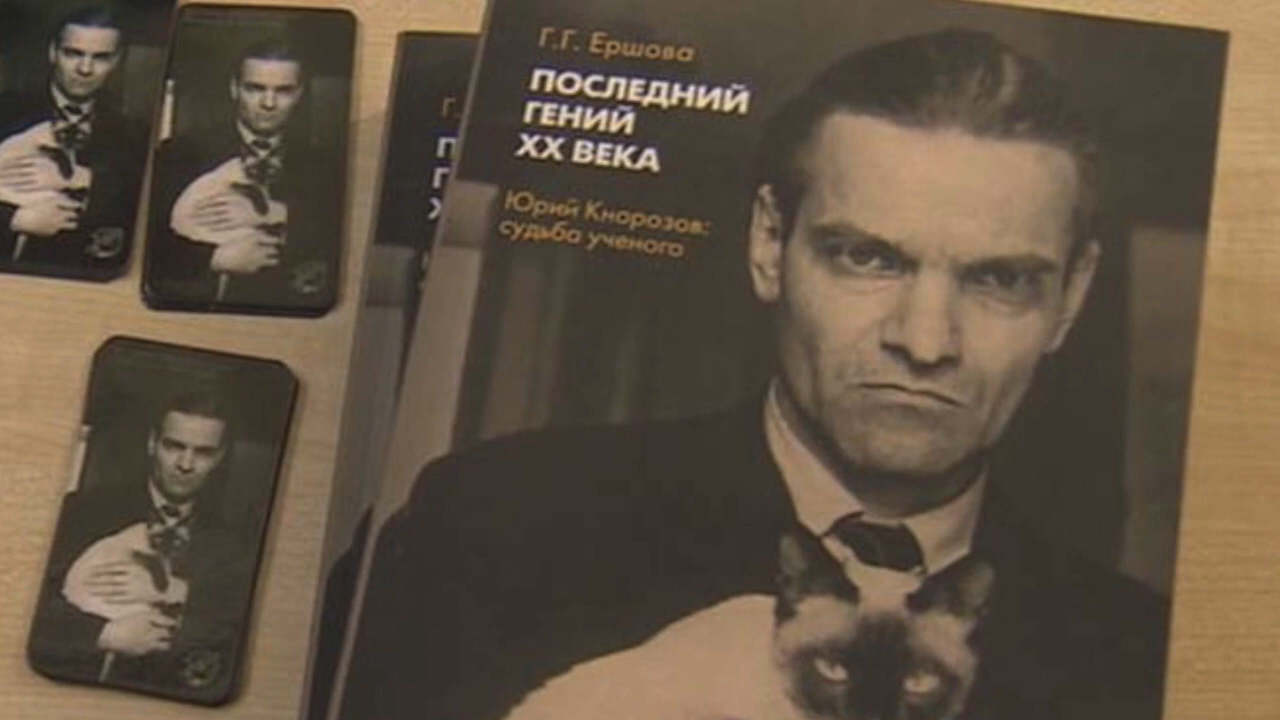 Г.Г. Ершова
ПОСЛЕДНИЙ
ГЕНИЙ
XX ВЕКА
Юрий Кнорозов:
судьба ученого
Г.
П
Г
X